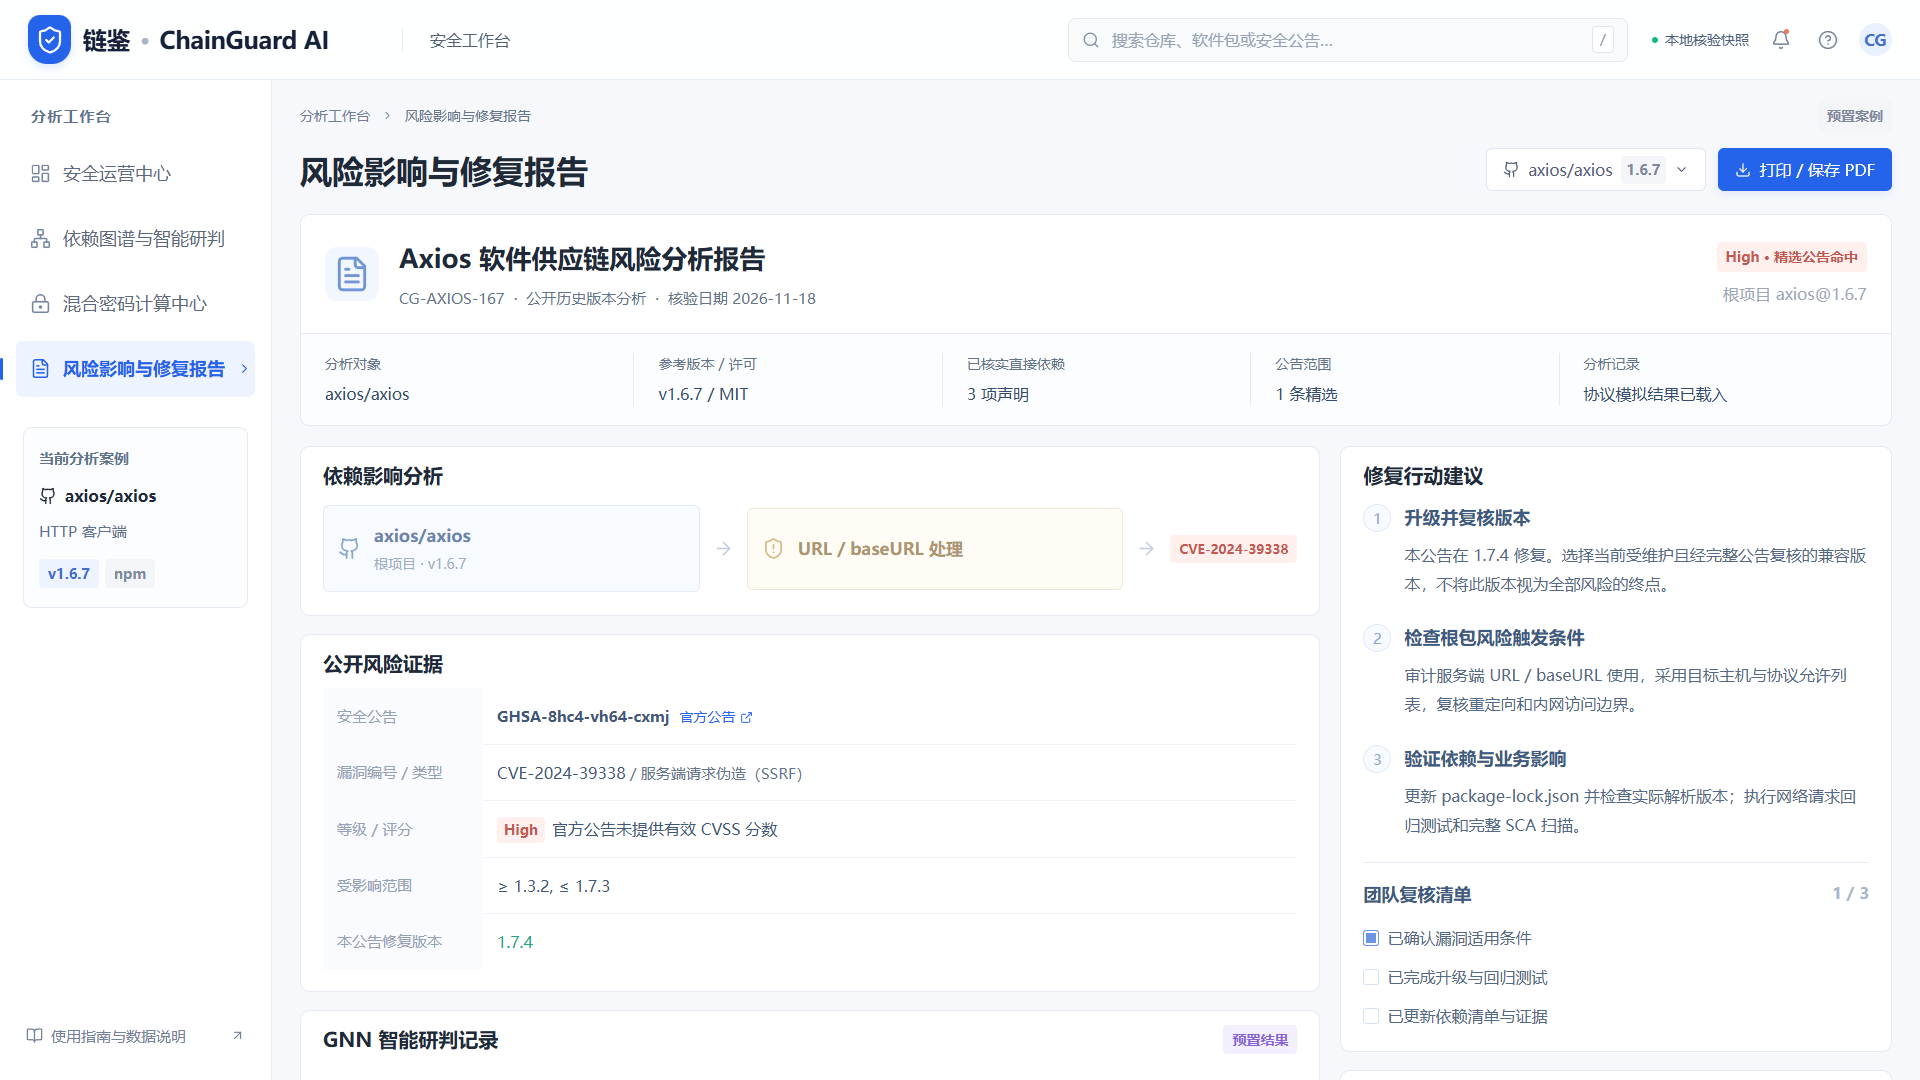 链鉴 • ChainGuard AI
安全工作台
搜索仓库、软件包或安全公告...
/
本地核验快照
CG
分析工作台
安全运营中心
依赖图谱与智能研判
混合密码计算中心
风险影响与修复报告
当前分析案例
axios/axios
HTTP 客户端
v1.6.7
npm
使用指南与数据说明
分析工作台 > 风险影响与修复报告
预置案例
风险影响与修复报告
axios/axios 1.6.7
打印 / 保存 PDF
Axios 软件供应链风险分析报告
CG-AXIOS-167 · 公开历史版本分析 · 核验日期 2026-11-18
High • 精选公告命中
根项目 axios@1.6.7
分析对象
axios/axios
参考版本 / 许可
v1.6.7 / MIT
已核实直接依赖
3 项声明
公告范围
1 条精选
分析记录
协议模拟结果已载入
依赖影响分析
axios/axios
根项目 · v1.6.7
URL / baseURL 处理
CVE-2024-39338
公开风险证据
安全公告
GHSA-8hc4-vh64-cxmj 官方公告
漏洞编号 / 类型
CVE-2024-39338 / 服务端请求伪造（SSRF）
等级 / 评分
High 官方公告未提供有效 CVSS 分数
受影响范围
≥ 1.3.2, ≤ 1.7.3
本公告修复版本
1.7.4
GNN 智能研判记录
预置结果
修复行动建议
1 升级并复核版本
本公告在 1.7.4 修复。选择当前受维护且经完整公告复核的兼容版
本，不将此版本视为全部风险的终点。
2 检查根包风险触发条件
审计服务端 URL / baseURL 使用，采用目标主机与协议允许列
表，复核重定向和内网访问边界。
3 验证依赖与业务影响
更新 package-lock.json 并检查实际解析版本；执行网络请求回
归测试和完整 SCA 扫描。
团队复核清单
1 / 3
已确认漏洞适用条件
已完成升级与回归测试
已更新依赖清单与证据